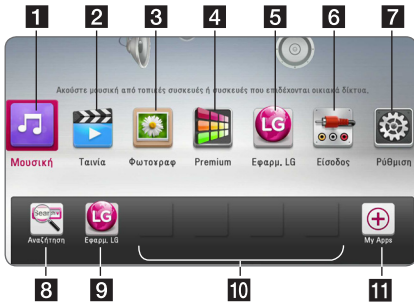 1 2 3 4 5 6 7
Ακούστε μουσική από τοπικές συσκευές ή συσκευές που επιδέχονται οικιακά δίκτυα.
LG
Μουσική Ταινία Φωτογραφ Premium Εφαρμ. LG Είσοδος Ρύθμιση
Search LG
Αναζήτηση Εφαρμ. LG My Apps
8 9 10 11